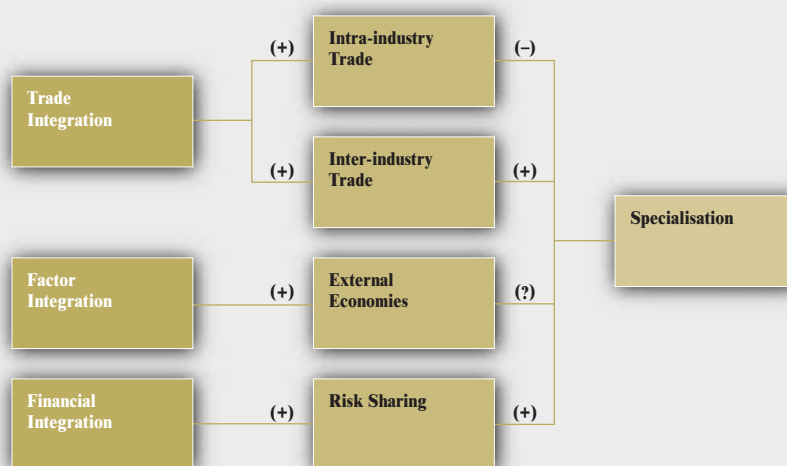 Trade
Integration
(+)
Intra-industry
Trade
(–)
(+)
Inter-industry
Trade
(+)
Specialisation
Factor
Integration
(+)
External
Economies
(?)
Financial
Integration
(+)
Risk Sharing
(+)